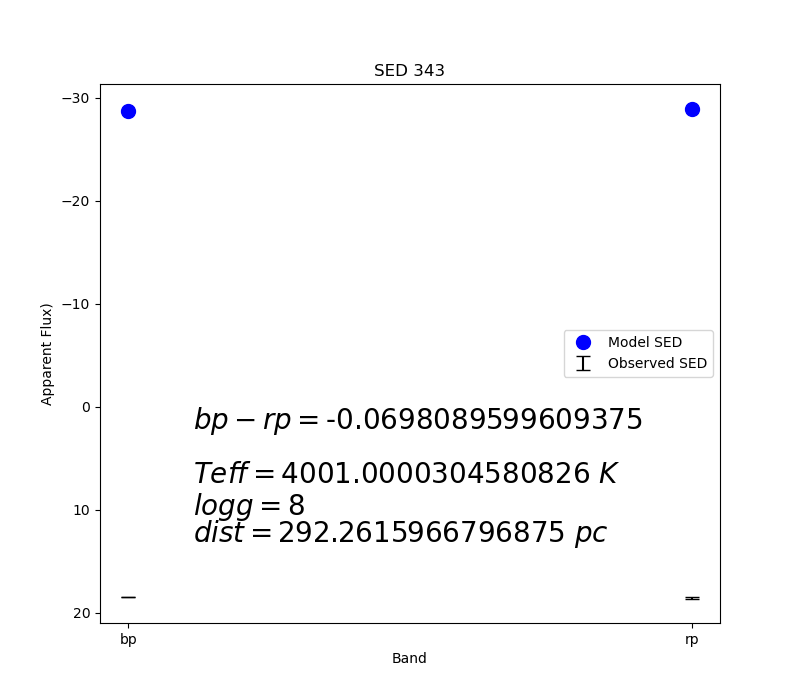 SED 343
−30
−20
−10
0
10
20
Apparent Flux)
Model SED
Observed SED
bp − rp = -0.0698089599609375
Teff = 4001.0000304580826 K
logg = 8
dist = 292.2615966796875 pc
bp
rp
Band